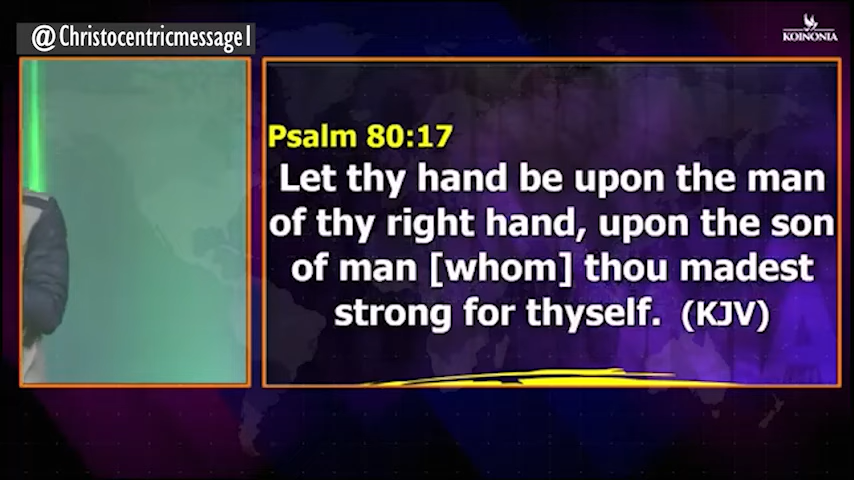 @Christocentricmessage1
KOINONIA
Psalm 80:17
Let thy hand be upon the man
of thy right hand, upon the son
of man [whom] thou madest
strong for thyself. (KJV)